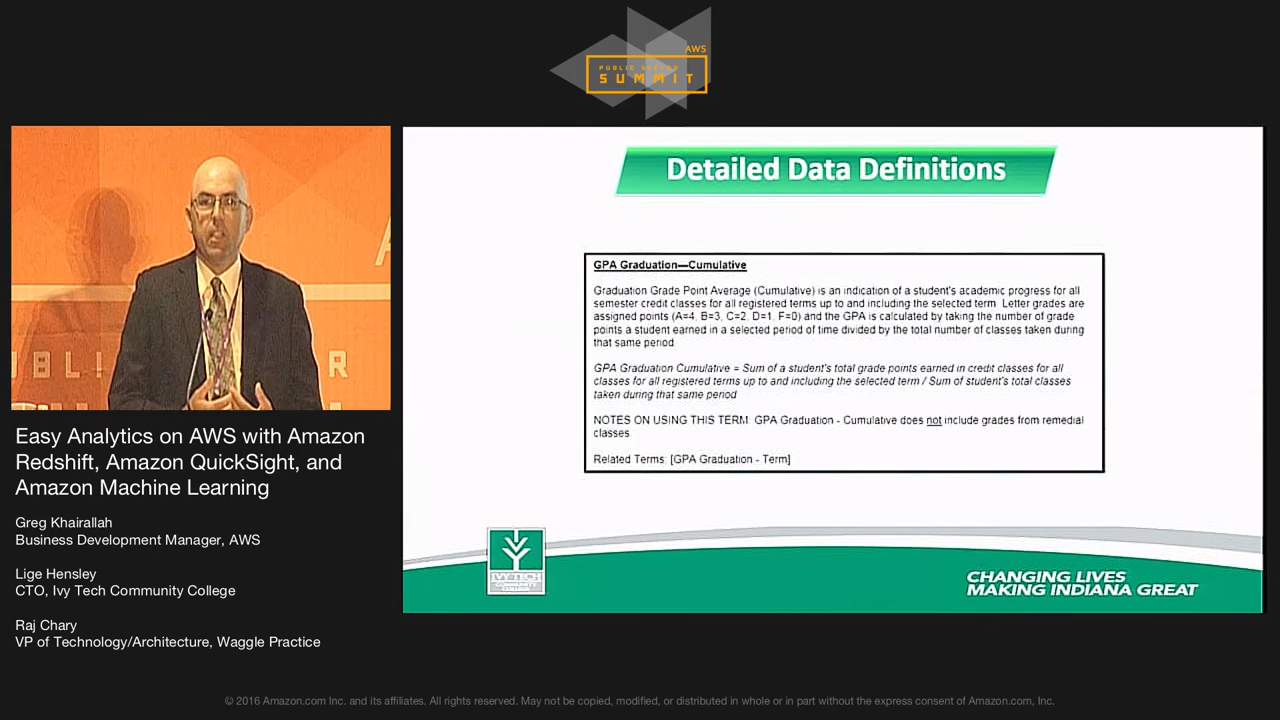 AWS
PUBLIC SECTOR
SUMMIT
Detailed Data Definitions
GPA Graduation—Cumulative
Graduation Grade Point Average (Cumulative) is an indication of a student's academic progress for all
semester credit classes for all registered terms up to and including the selected term. Letter grades are
assigned points (A=4, B=3, C=2, D=1, F=0) and the GPA is calculated by taking the number of grade
points a student earned in a selected period of time divided by the total number of classes taken during
that same period
GPA Graduation Cumulative = Sum of a student's total grade points earned in credit classes for all
classes for all registered terms up to and including the selected term / Sum of student's total classes
taken during that same period
NOTES ON USING THIS TERM: GPA Graduation - Cumulative does not include grades from remedial
classes.
Related Terms: [GPA Graduation - Term]
IVY TECH
COMMUNITY
COLLEGE
CHANGING LIVES
MAKING INDIANA GREAT
A
UBLI
R
Easy Analytics on AWS with Amazon
Redshift, Amazon QuickSight, and
Amazon Machine Learning
Greg Khairallah
Business Development Manager, AWS
Lige Hensley
CTO, Ivy Tech Community College
Raj Chary
VP of Technology/Architecture, Waggle Practice
© 2016 Amazon.com Inc. and its affiliates. All rights reserved. May not be copied, modified, or distributed in whole or in part without the express consent of Amazon.com, Inc.